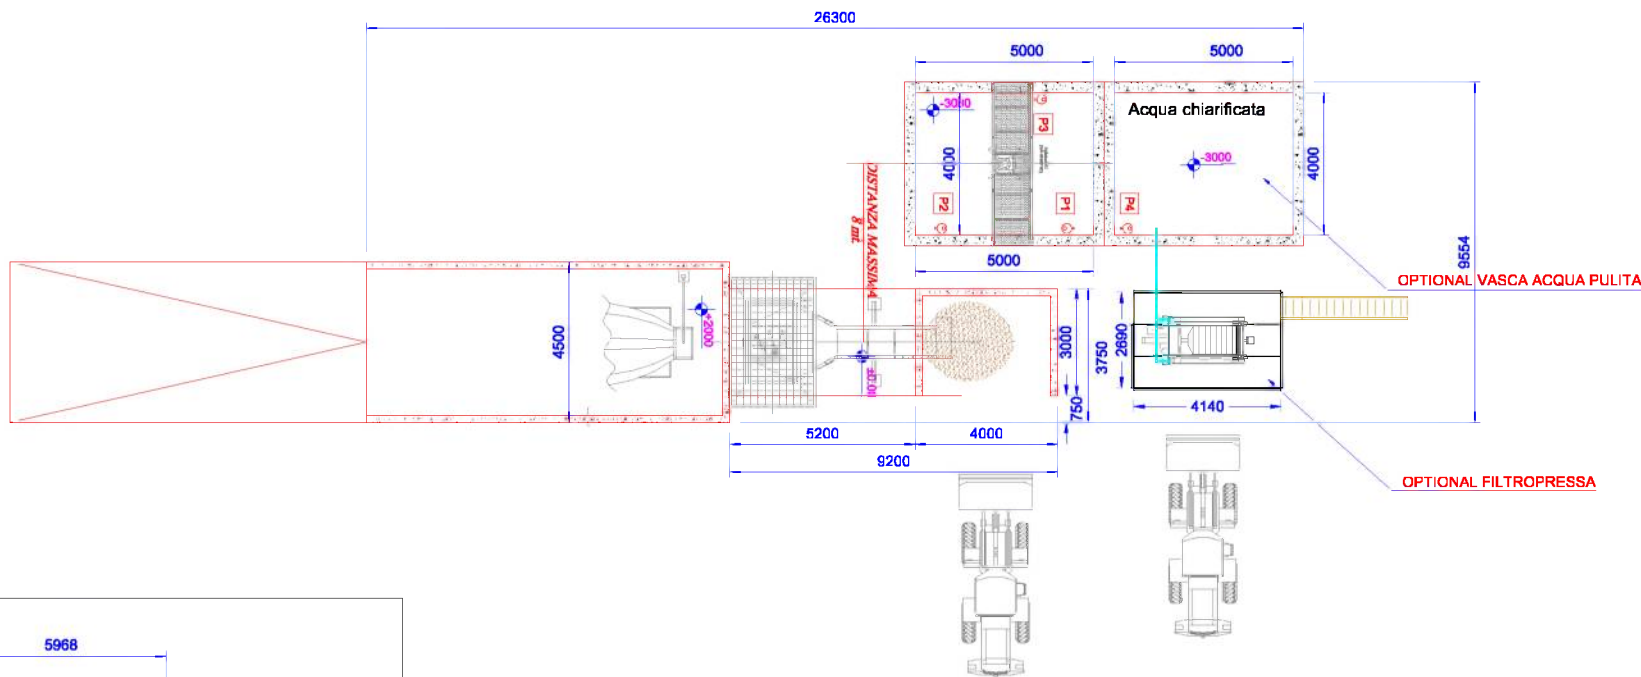 26300
5000
5000
-3000
P3
Acqua chiarificata
4000
-3000
4000
P2
P1
P4
DISTANZA MASSIMA
8 mt.
5000
9554
OPTIONAL VASCA ACQUA PULITA
4500
+2000
±0.00
3000
3750
2690
750
4140
5200
4000
9200
OPTIONAL FILTROPRESSA
5968